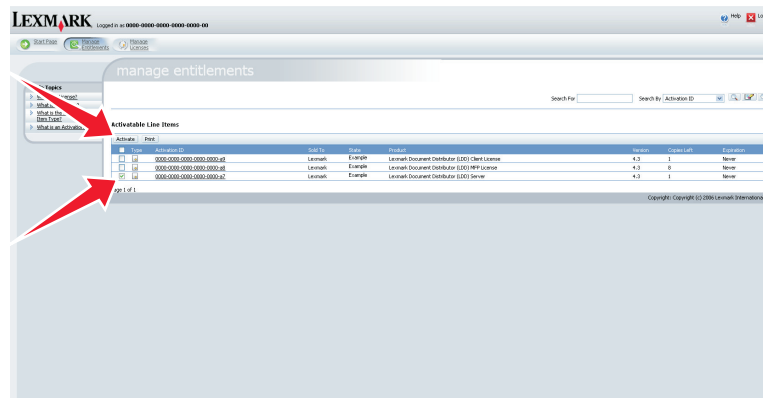 LEXMARK Logged in as 0000-0000-0000-0000-0000-00
Help Lo
Start Page Manage Entitlements Manage Licenses
manage entitlements
Topics
What is the
Item Type?
What is an Activation
Search For Search By Activation ID
Activatable Line Items
Activate Print
Type Activation ID Sold To State Product Version Copies Left Expiration
0000-0000-0000-0000-0000-a9 Lexmark Example Lexmark Document Distributor (LDD) Client License 4.3 1 Never
0000-0000-0000-0000-0000-a8 Lexmark Example Lexmark Document Distributor (LDD) MFP License 4.3 8 Never
0000-0000-0000-0000-0000-a7 Lexmark Example Lexmark Document Distributor (LDD) Server 4.3 1 Never
age 1 of 1
Copyright: Copyright (c) 2006 Lexmark International